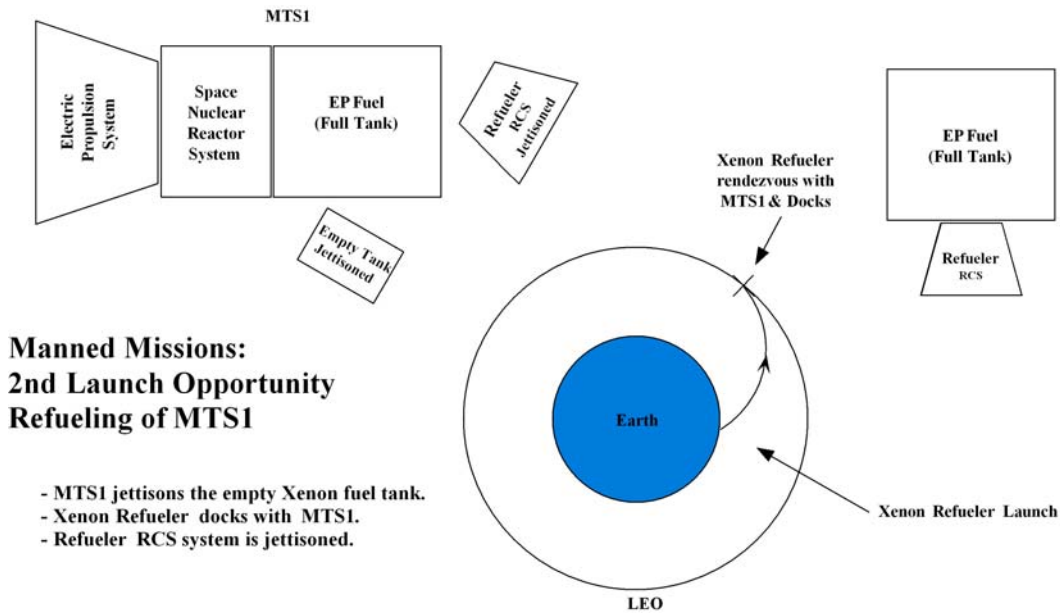 MTS1
Electric
Propulsion
System
Space
Nuclear
Reactor
System
EP Fuel
(Full Tank)
Refueler
RCS
Jettisoned
Empty Tank
Jettisoned
Xenon Refueler
rendezvous with
MTS1 & Docks
EP Fuel
(Full Tank)
Refueler
RCS
Manned Missions:
2nd Launch Opportunity
Refueling of MTS1
- MTS1 jettisons the empty Xenon fuel tank.
- Xenon Refueler docks with MTS1.
- Refueler RCS system is jettisoned.
Earth
Xenon Refueler Launch
LEO